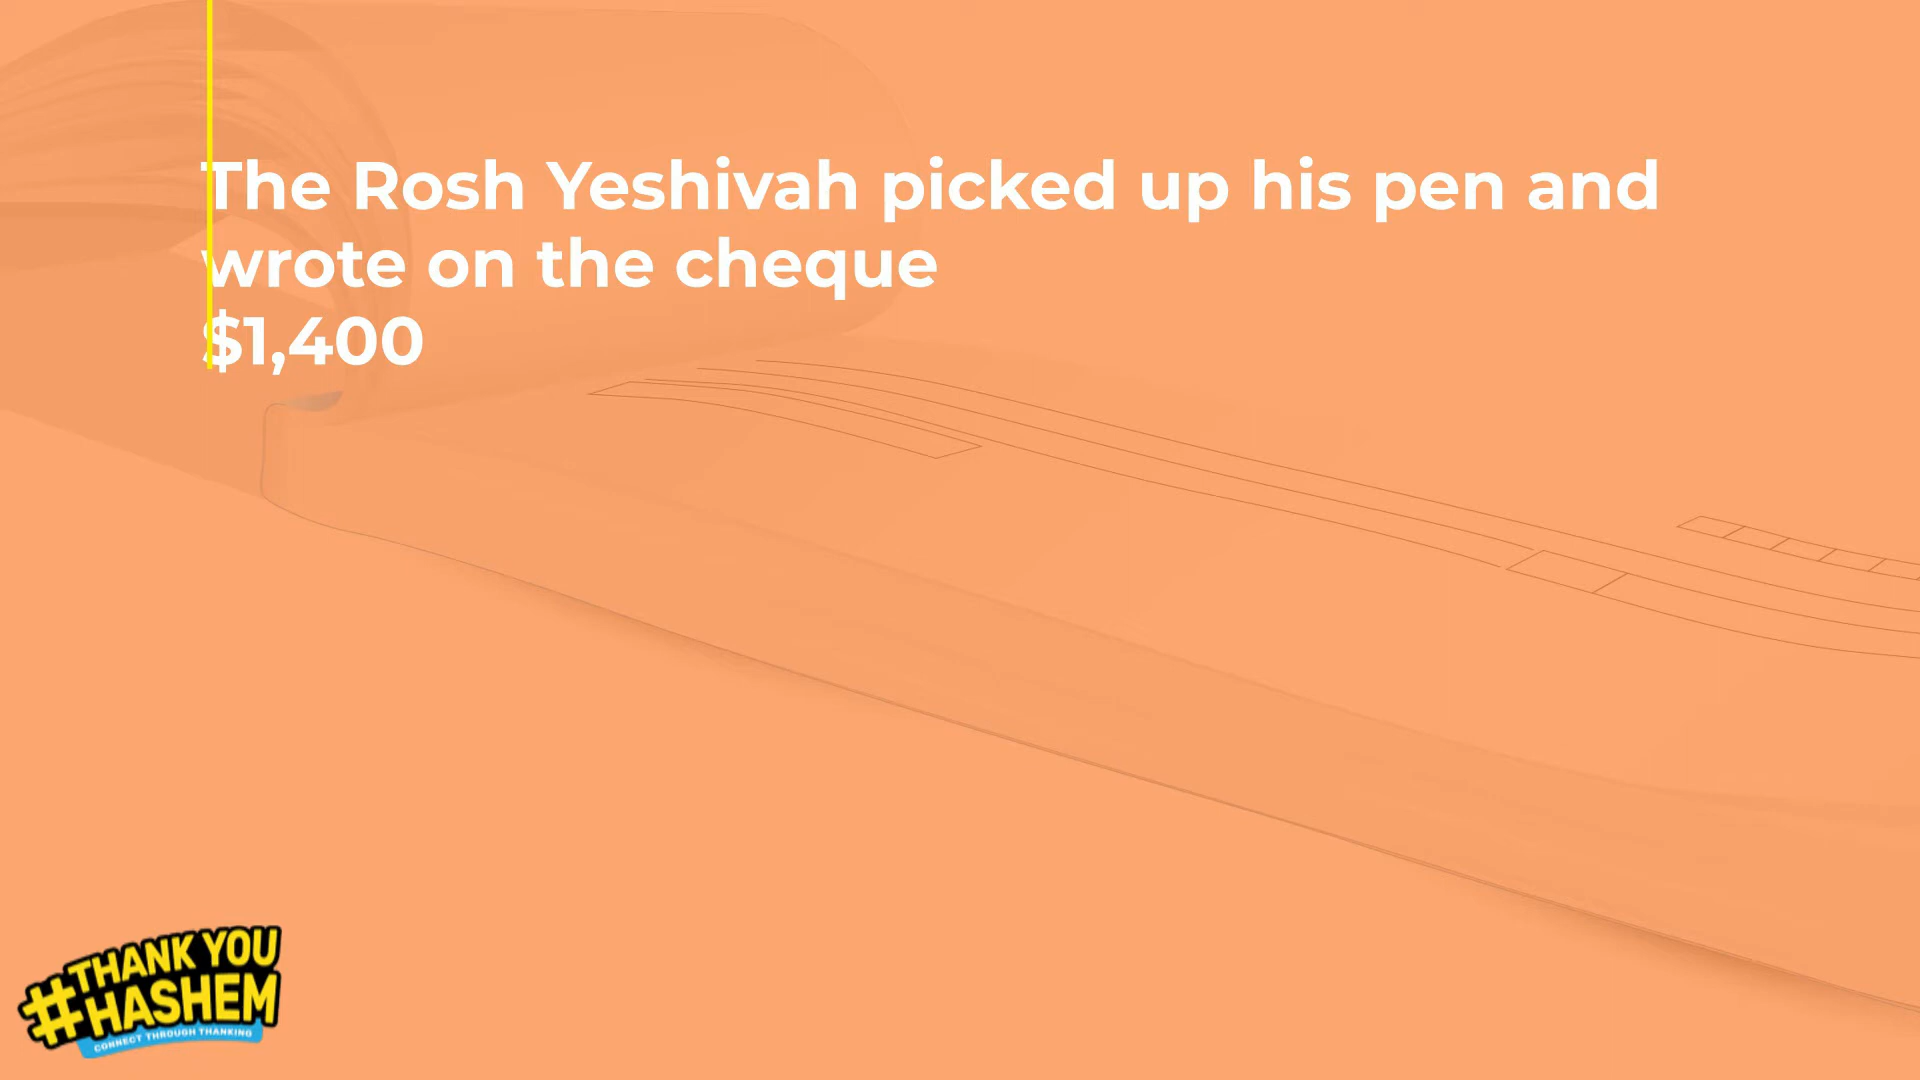 The Rosh Yeshivah picked up his pen and
wrote on the cheque
$1,400
#THANK YOU
HASHEM
CONNECT THROUGH THANKING